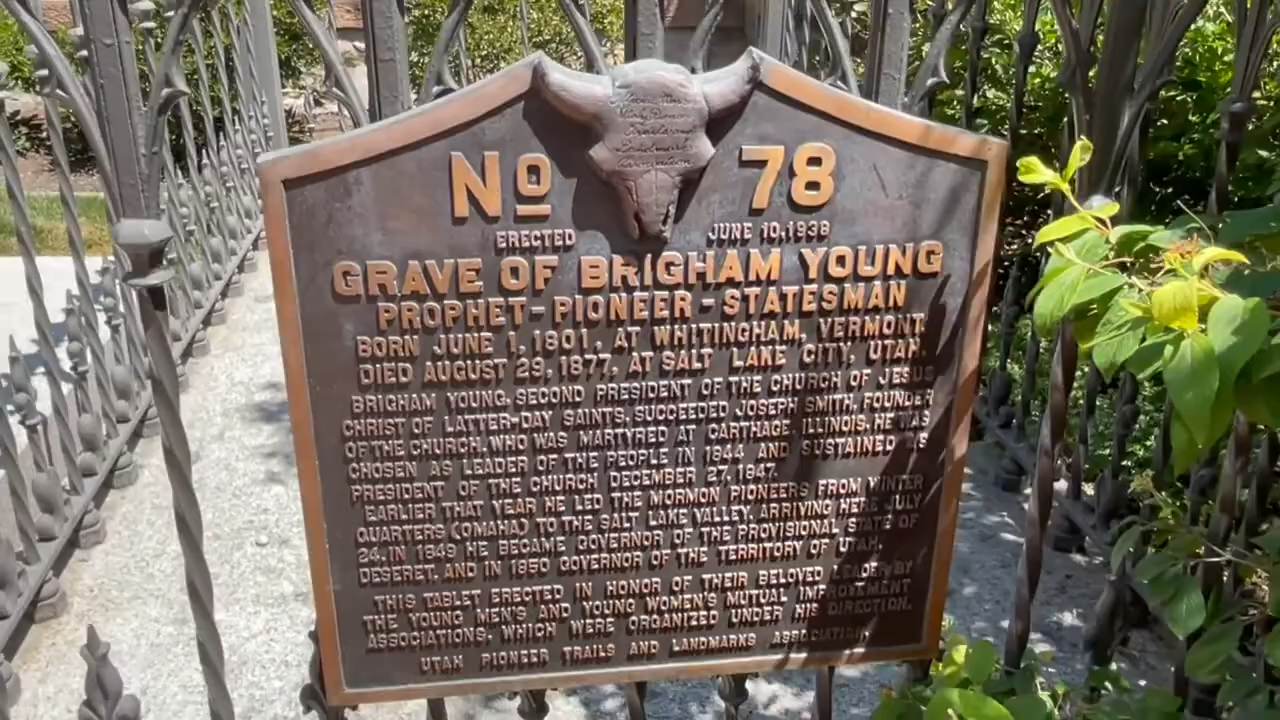 Nº 78
ERECTED JUNE 10, 1938
GRAVE OF BRIGHAM YOUNG
PROPHET-PIONEER-STATESMAN
BORN JUNE 1, 1801, AT WHITINGHAM, VERMONT.
DIED AUGUST 29, 1877, AT SALT LAKE CITY, UTAH.
BRIGHAM YOUNG, SECOND PRESIDENT OF THE CHURCH OF JESUS
CHRIST OF LATTER-DAY SAINTS, SUCCEEDED JOSEPH SMITH, FOUNDER
OF THE CHURCH, WHO WAS MARTYRED AT CARTHAGE, ILLINOIS. HE WAS
CHOSEN AS LEADER OF THE PEOPLE IN 1844 AND SUSTAINED AS
PRESIDENT OF THE CHURCH DECEMBER 27, 1847.
EARLIER THAT YEAR HE LED THE MORMON PIONEERS FROM WINTER
QUARTERS (OMAHA) TO THE SALT LAKE VALLEY, ARRIVING HERE JULY
24. IN 1849 HE BECAME GOVERNOR OF THE PROVISIONAL STATE OF
DESERET, AND IN 1850 GOVERNOR OF THE TERRITORY OF UTAH.
THIS TABLET ERECTED IN HONOR OF THEIR BELOVED LEADER BY
THE YOUNG MEN'S AND YOUNG WOMEN'S MUTUAL IMPROVEMENT
ASSOCIATIONS, WHICH WERE ORGANIZED UNDER HIS DIRECTION.
UTAH PIONEER TRAILS AND LANDMARKS ASSOCIATION